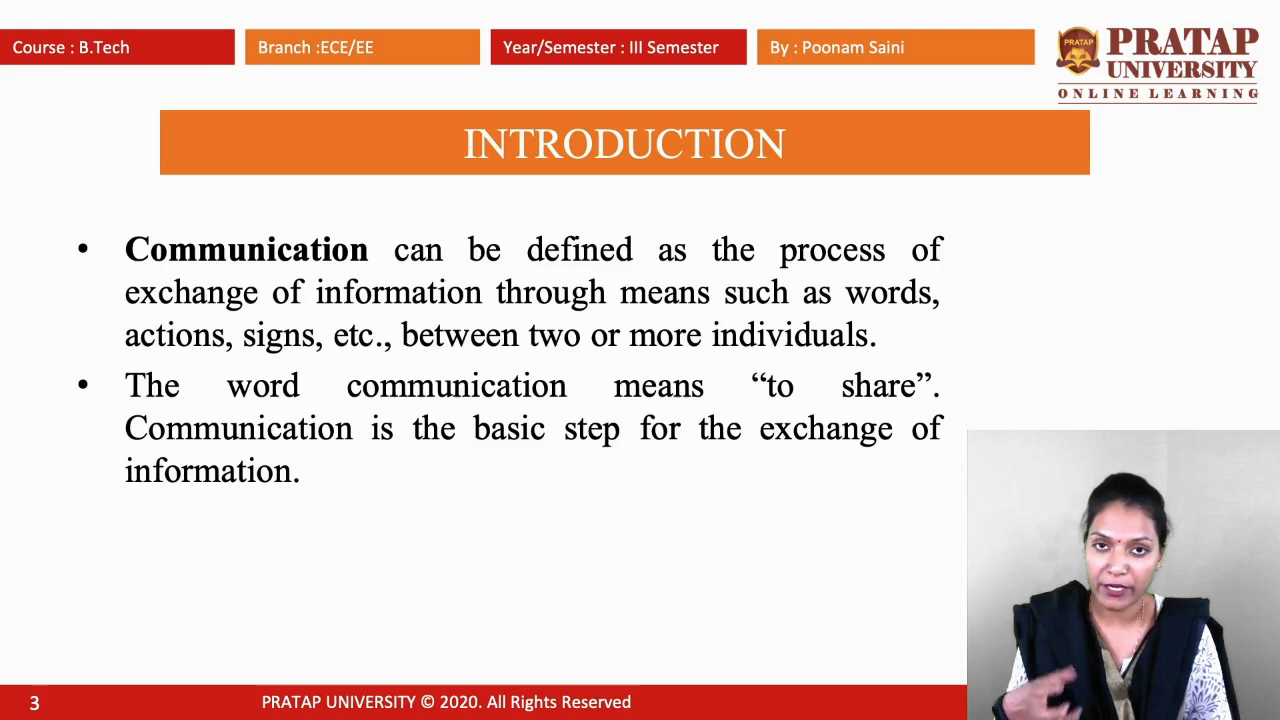 Course : B.Tech
Branch :ECE/EE
Year/Semester : III Semester
By : Poonam Saini
PRATAP
PRATAP
UNIVERSITY
ONLINE LEARNING
INTRODUCTION
• Communication can be defined as the process of
exchange of information through means such as words,
actions, signs, etc., between two or more individuals.
• The word communication means “to share”.
Communication is the basic step for the exchange of
information.
3
PRATAP UNIVERSITY © 2020. All Rights Reserved